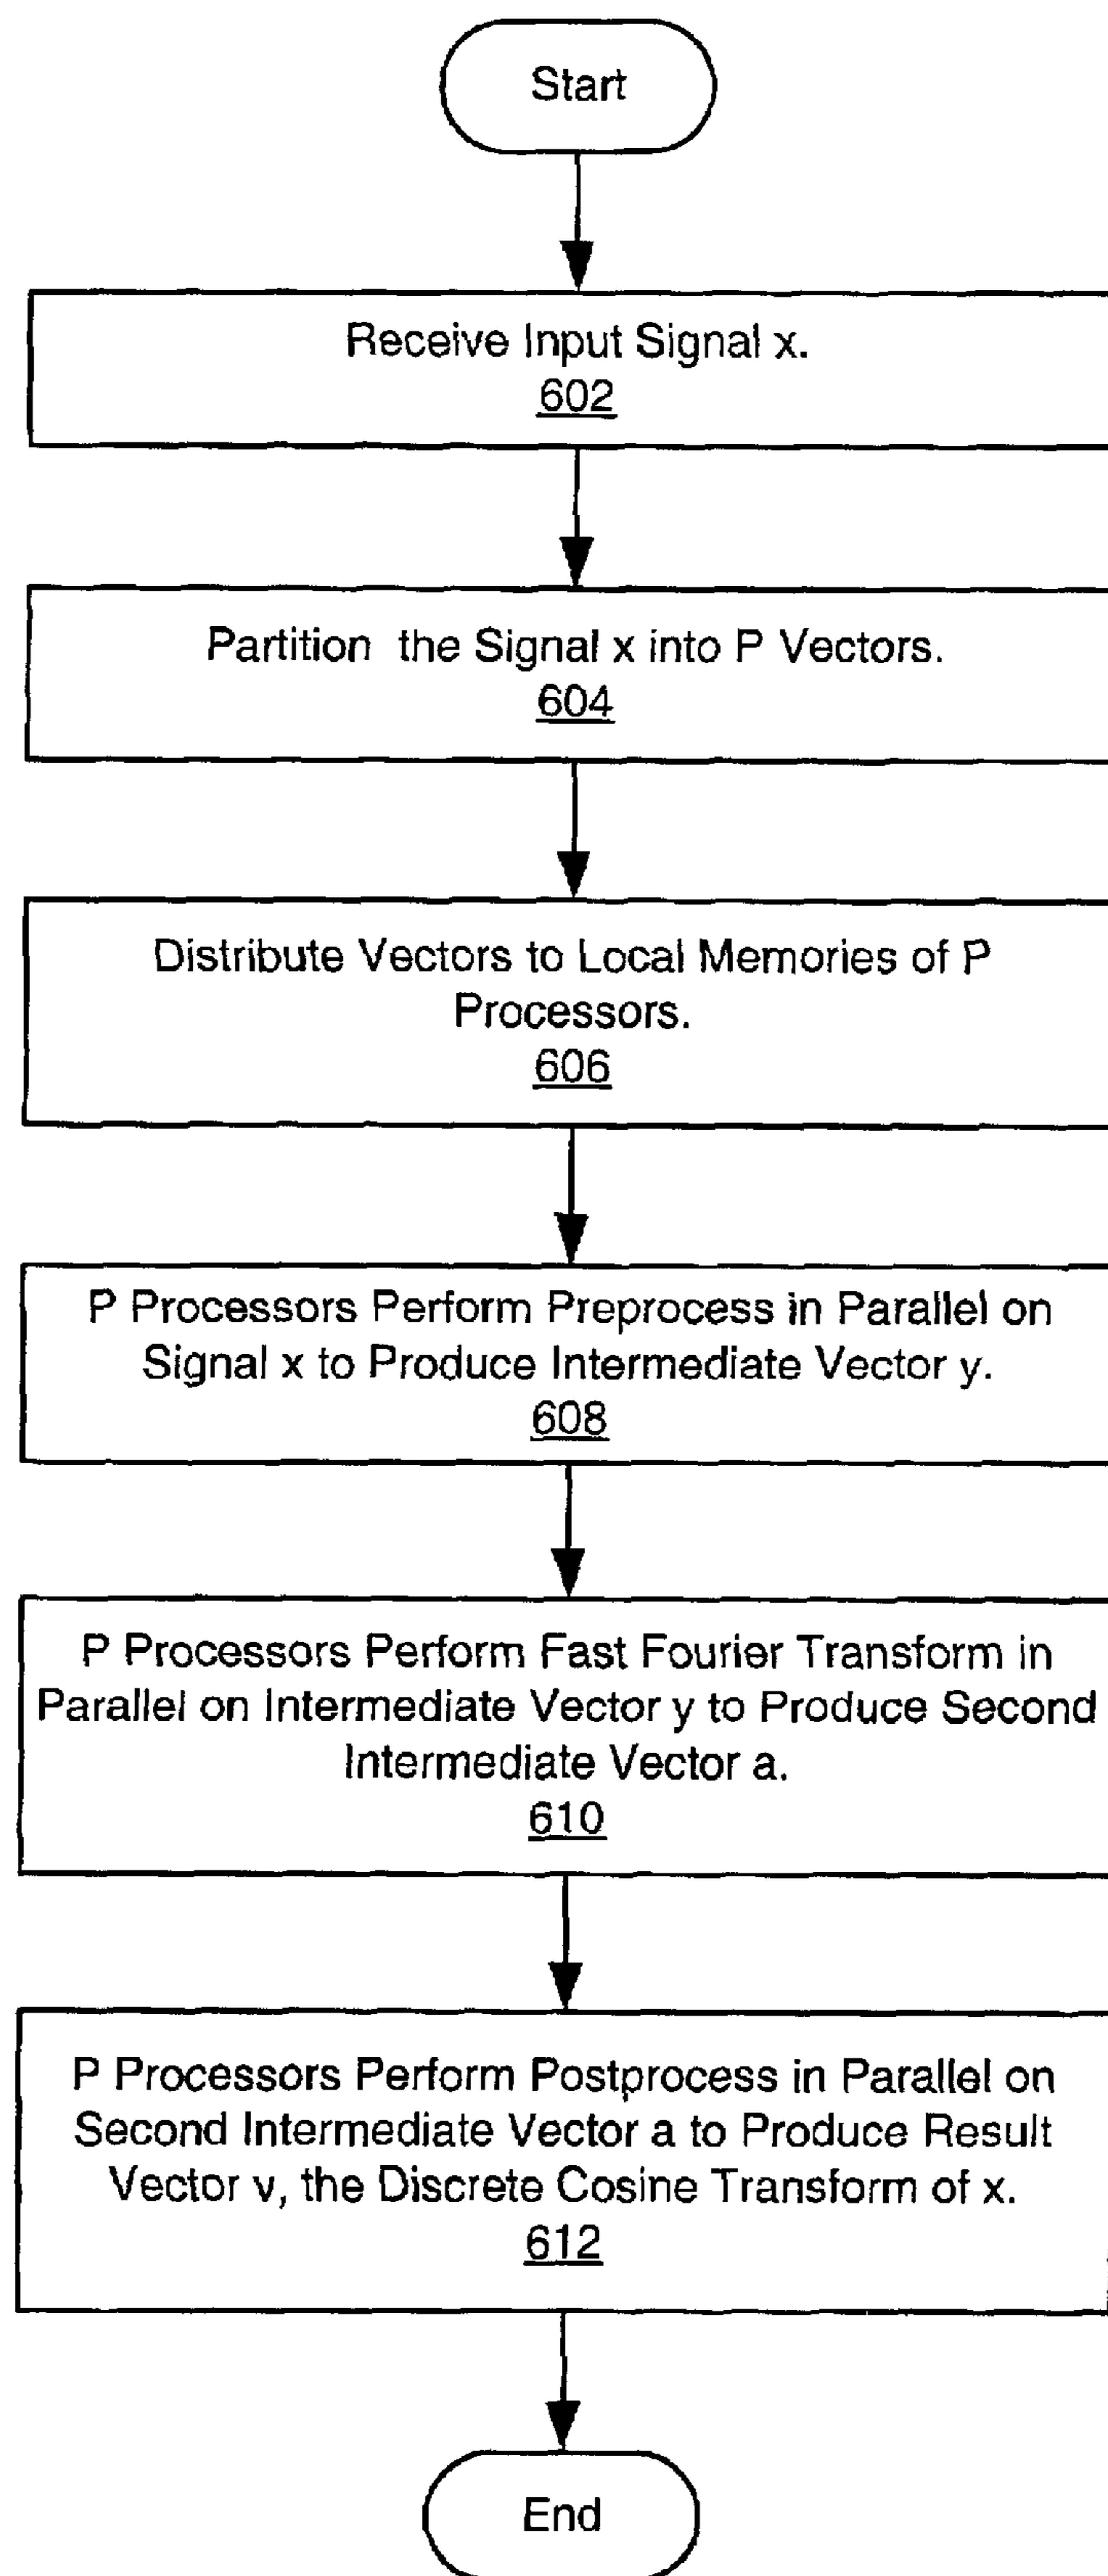 Start
Receive Input Signal x.
602
Partition the Signal x into P Vectors.
604
Distribute Vectors to Local Memories of P
Processors.
606
P Processors Perform Preprocess in Parallel on
Signal x to Produce Intermediate Vector y.
608
P Processors Perform Fast Fourier Transform in
Parallel on Intermediate Vector y to Produce Second
Intermediate Vector a.
610
P Processors Perform Postprocess in Parallel on
Second Intermediate Vector a to Produce Result
Vector v, the Discrete Cosine Transform of x.
612
End